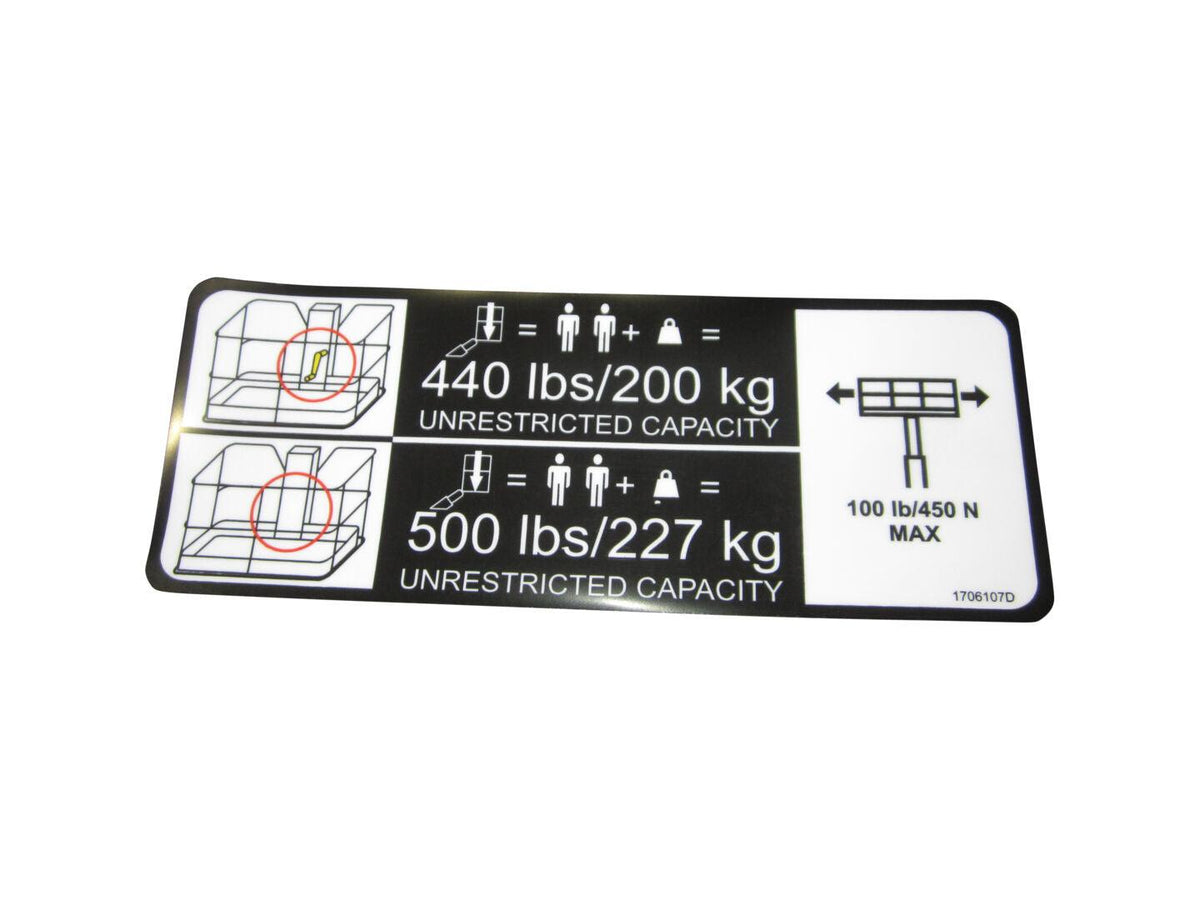 = + =
440 lbs/200 kg
UNRESTRICTED CAPACITY
= + =
500 lbs/227 kg
UNRESTRICTED CAPACITY
100 lb/450 N
MAX
1706107D